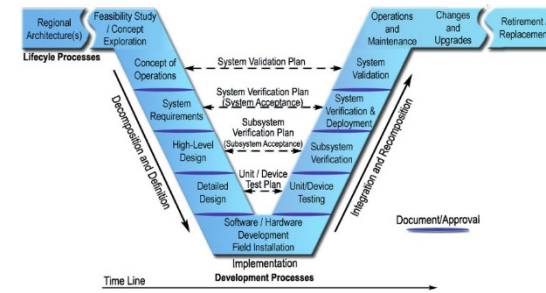 Regional
Architecture(s)
Feasibility Study
/ Concept
Exploration
Operations
and
Maintenance
Changes
and
Upgrades
Retirement /
Replacement
Lifecyle Processes
Concept of
Operations
System Validation Plan
System
Validation
System
Requirements
System Verification Plan
(System Acceptance)
System
Verification &
Deployment
High-Level
Design
Subsystem
Verification Plan
(Subsystem Acceptance)
Subsystem
Verification
Detailed
Design
Unit / Device
Test Plan
Unit/Device
Testing
Decomposition and Definition
Integration and Recomposition
Software / Hardware
Development
Field Installation
Document/Approval
Implementation
Time Line
Development Processes